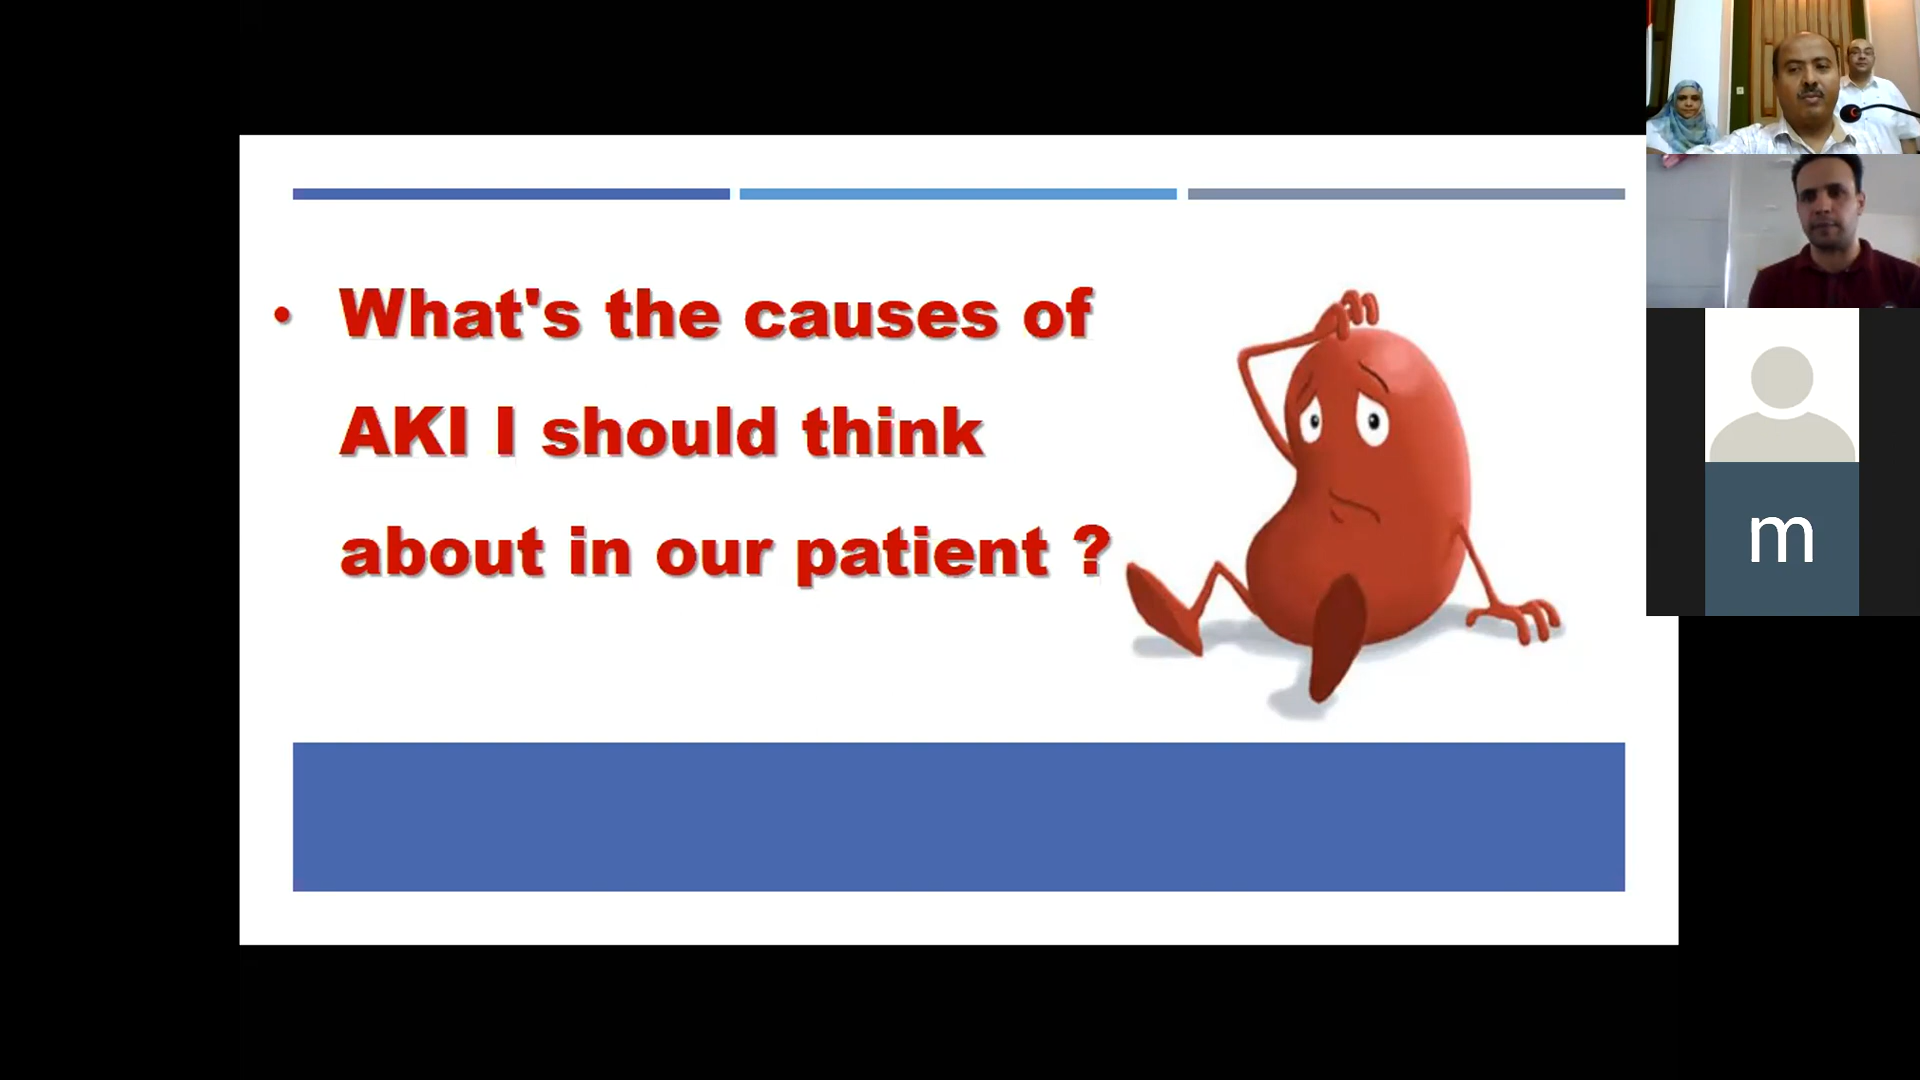 • What's the causes of
AKI I should think
about in our patient ?
m